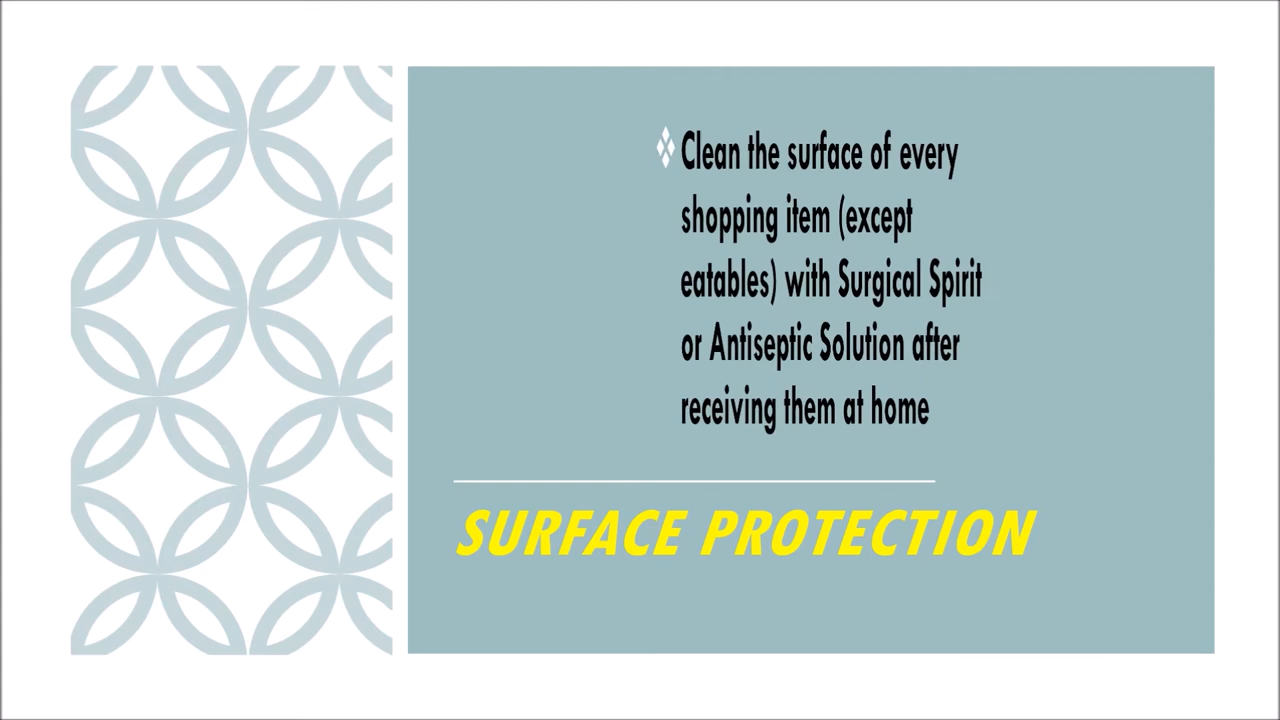 Clean the surface of every
shopping item (except
eatables) with Surgical Spirit
or Antiseptic Solution after
receiving them at home
SURFACE PROTECTION